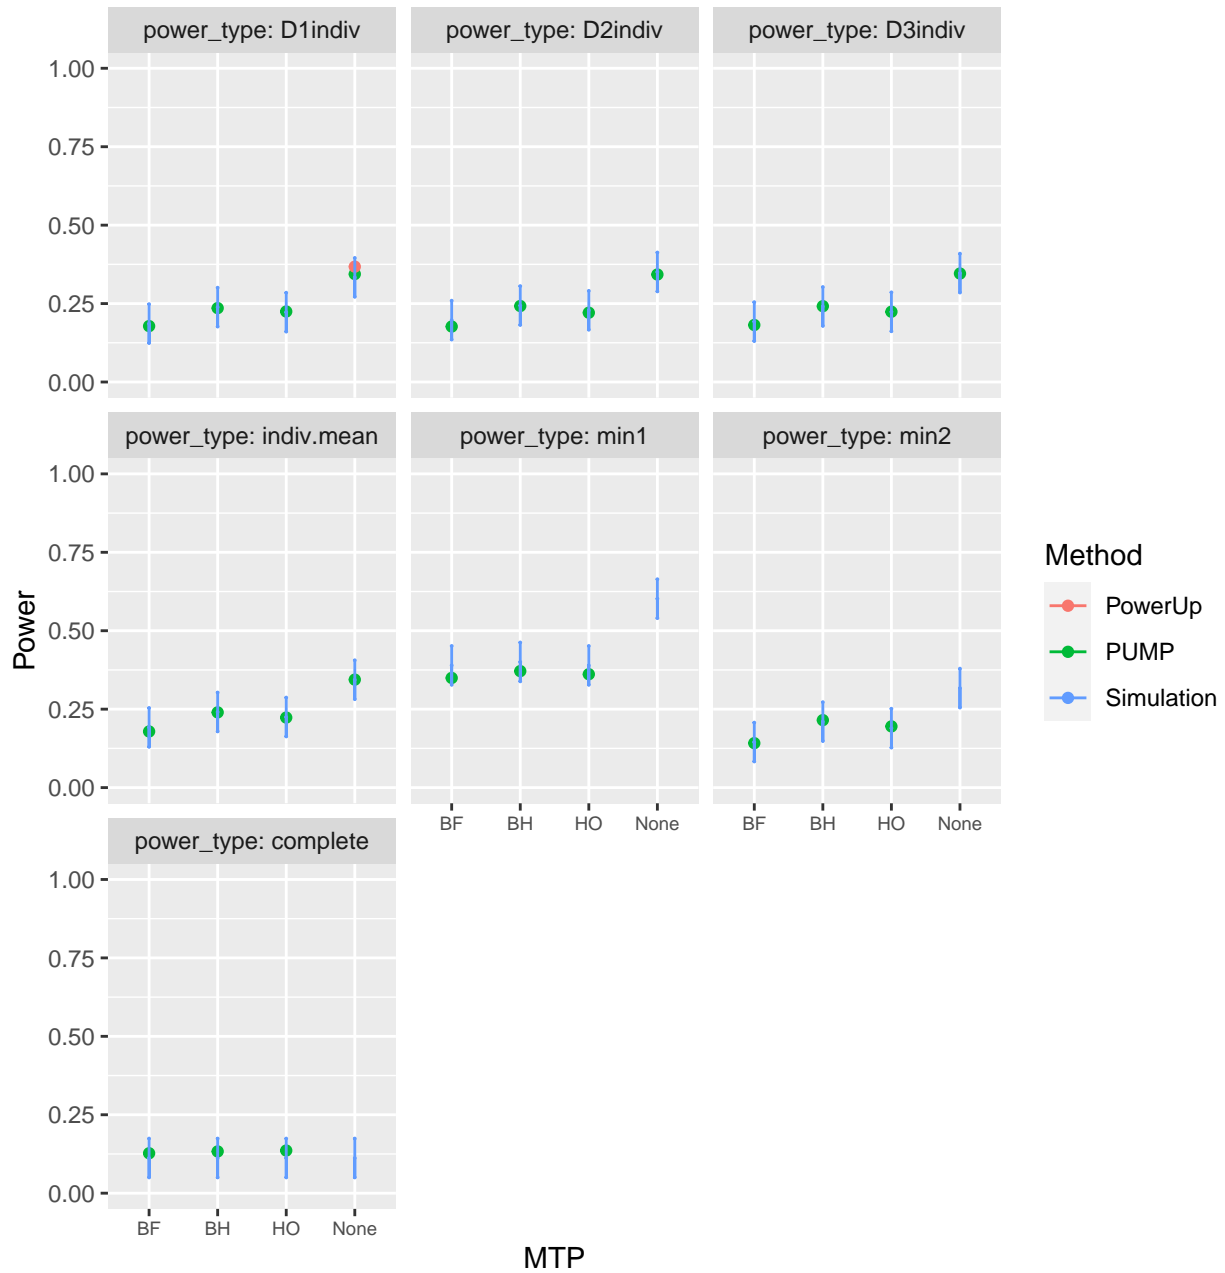 power_type: D1indiv power_type: D2indiv power_type: D3indiv
1.00
0.75
0.50
0.25
0.00
power_type: indiv.mean power_type: min1 power_type: min2
1.00
0.75
0.50
0.25
0.00
BF BH HO None BF BH HO None
power_type: complete
1.00
0.75
0.50
0.25
0.00
BF BH HO None
MTP
Power
Method
PowerUp
PUMP
Simulation